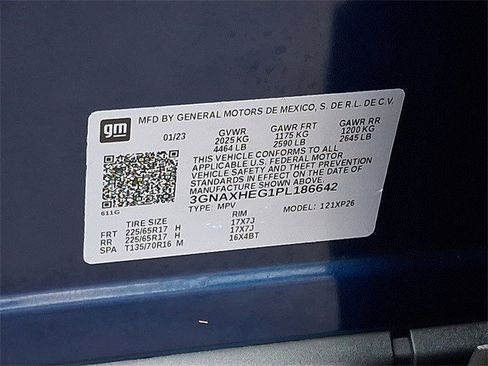 gm
MFD BY GENERAL MOTORS DE MEXICO, S. DE R.L. DE C.V.
01/23 GVWR GAWR FRT GAWR RR
2025 KG 1175 KG 1200 KG
4464 LB 2590 LB 2645 LB
THIS VEHICLE CONFORMS TO ALL
APPLICABLE U.S. FEDERAL MOTOR
VEHICLE SAFETY AND THEFT PREVENTION
STANDARDS IN EFFECT ON THE DATE OF
MANUFACTURE SHOWN ABOVE.
3GNAXHEG1PL186642
TYPE: MPV MODEL: 121XP26
611G
TIRE SIZE RIM
FRT 225/65R17 H 17X7J
RR 225/65R17 H 17X7J
SPA T135/70R16 M 16X4BT